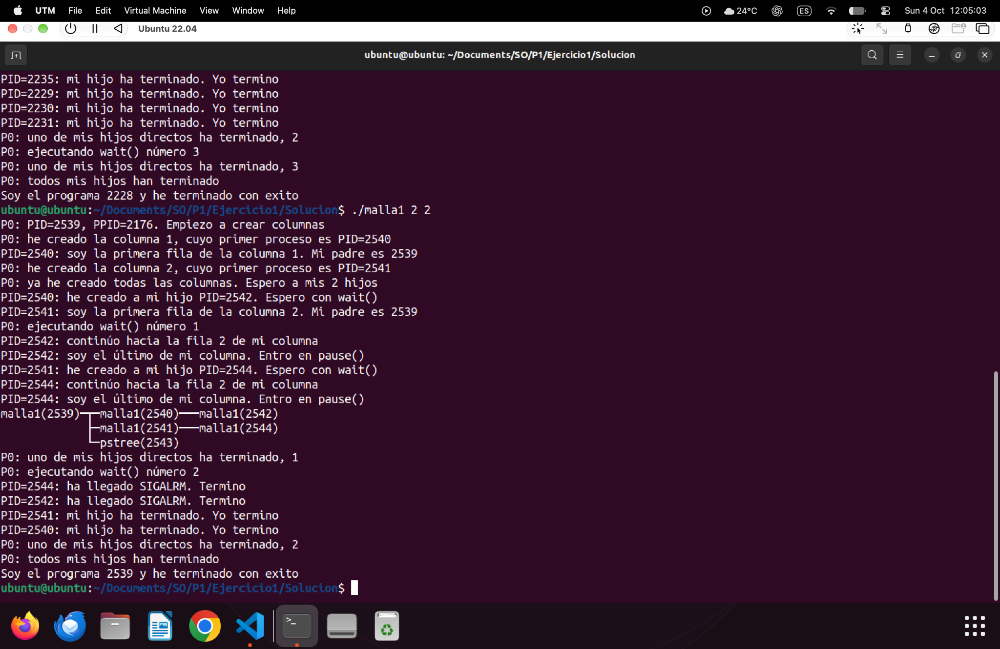 UTM File Edit Virtual Machine View Window Help 24°C ES Sun 4 Oct 12:05:03
Ubuntu 22.04
ubuntu@ubuntu: ~/Documents/SO/P1/Ejercicio1/Solucion
PID=2235: mi hijo ha terminado. Yo termino
PID=2229: mi hijo ha terminado. Yo termino
PID=2230: mi hijo ha terminado. Yo termino
PID=2231: mi hijo ha terminado. Yo termino
P0: uno de mis hijos directos ha terminado, 2
P0: ejecutando wait() número 3
P0: uno de mis hijos directos ha terminado, 3
P0: todos mis hijos han terminado
Soy el programa 2228 y he terminado con exito
ubuntu@ubuntu:~/Documents/SO/P1/Ejercicio1/Solucion$ ./malla1 2 2
P0: PID=2539, PPID=2176. Empiezo a crear columnas
P0: he creado la columna 1, cuyo primer proceso es PID=2540
PID=2540: soy la primera fila de la columna 1. Mi padre es 2539
P0: he creado la columna 2, cuyo primer proceso es PID=2541
P0: ya he creado todas las columnas. Espero a mis 2 hijos
PID=2540: he creado a mi hijo PID=2542. Espero con wait()
PID=2541: soy la primera fila de la columna 2. Mi padre es 2539
P0: ejecutando wait() número 1
PID=2542: continúo hacia la fila 2 de mi columna
PID=2542: soy el último de mi columna. Entro en pause()
PID=2541: he creado a mi hijo PID=2544. Espero con wait()
PID=2544: continúo hacia la fila 2 de mi columna
PID=2544: soy el último de mi columna. Entro en pause()
malla1(2539)─┬─malla1(2540)───malla1(2542)
├─malla1(2541)───malla1(2544)
└─pstree(2543)
P0: uno de mis hijos directos ha terminado, 1
P0: ejecutando wait() número 2
PID=2544: ha llegado SIGALRM. Termino
PID=2542: ha llegado SIGALRM. Termino
PID=2541: mi hijo ha terminado. Yo termino
PID=2540: mi hijo ha terminado. Yo termino
P0: uno de mis hijos directos ha terminado, 2
P0: todos mis hijos han terminado
Soy el programa 2539 y he terminado con exito
ubuntu@ubuntu:~/Documents/SO/P1/Ejercicio1/Solucion$